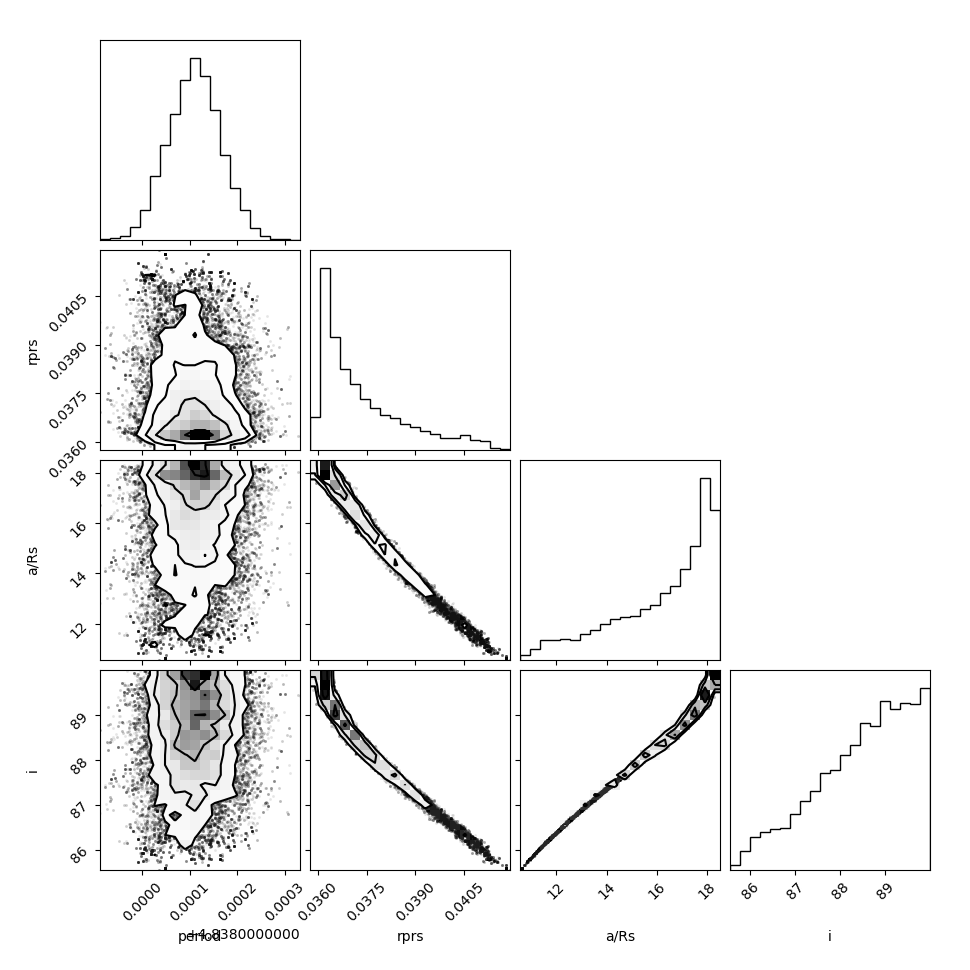 0.0405
0.0390
0.0375
0.0360
rprs
18
16
14
12
a/Rs
89
88
87
86
i
0.0000 0.0001 0.0002 0.0003
0.0360 0.0375 0.0390 0.0405
12 14 16 18
86 87 88 89
+4.8380000000
period rprs a/Rs i